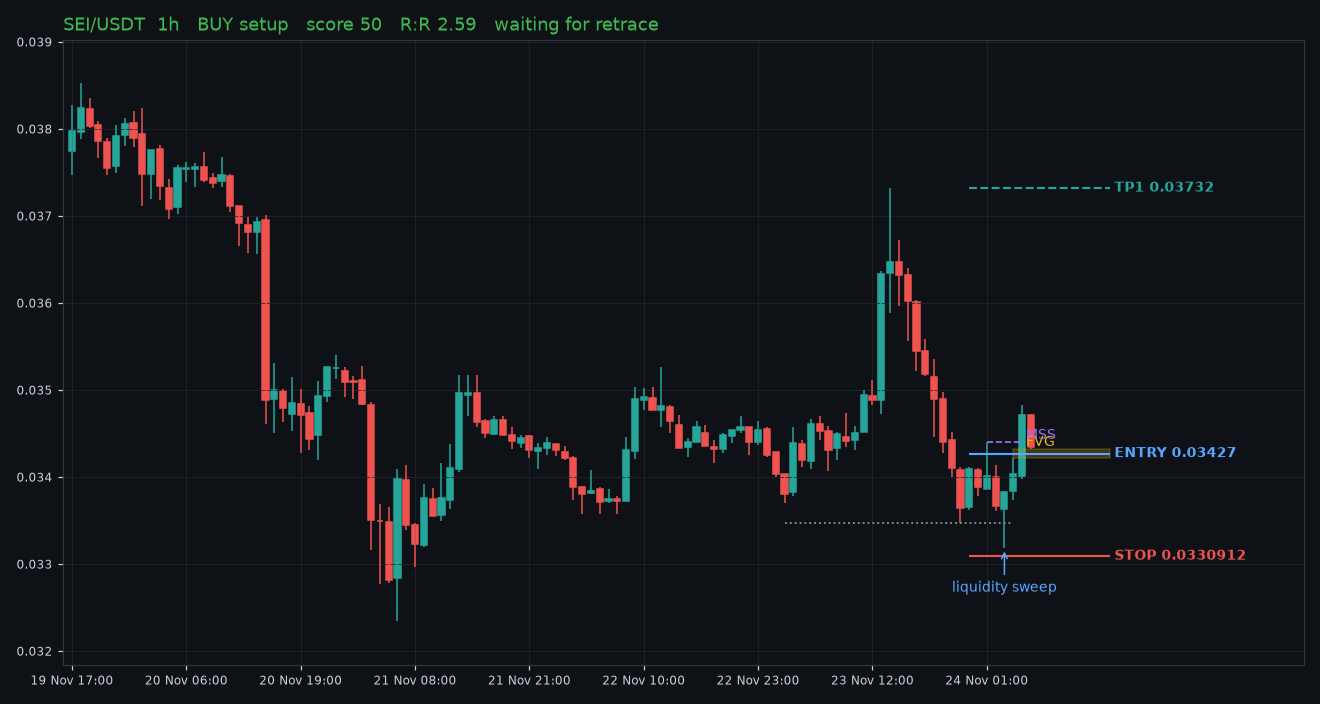 SEI/USDT 1h BUY setup score 50 R:R 2.59 waiting for retrace
0.039
0.038
0.037
0.036
0.035
0.034
0.033
0.032
TP1 0.03732
MSS
FVG
ENTRY 0.03427
STOP 0.0330912
liquidity sweep
19 Nov 17:00
20 Nov 06:00
20 Nov 19:00
21 Nov 08:00
21 Nov 21:00
22 Nov 10:00
22 Nov 23:00
23 Nov 12:00
24 Nov 01:00